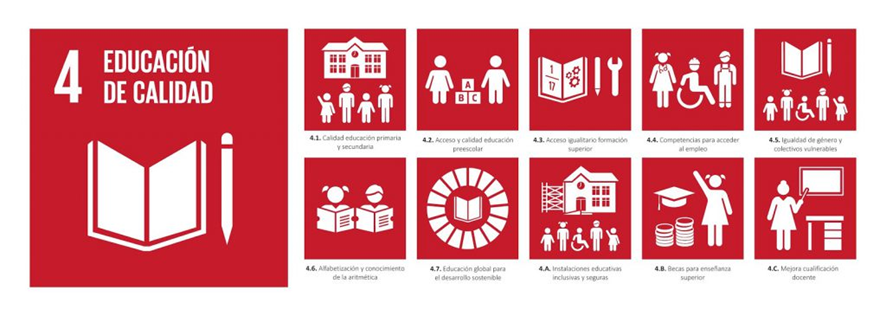 4 EDUCACIÓN
DE CALIDAD
4.1. Calidad educación primaria
y secundaria
A
B C
4.2. Acceso y calidad educación
preescolar
1
17
4.3. Acceso igualitario formación
superior
4.4. Competencias para acceder
al empleo
4.5. Igualdad de género y
colectivos vulnerables
4.6. Alfabetización y conocimiento
de la aritmética
4.7. Educación global para
el desarrollo sostenible
4.A. Instalaciones educativas
inclusivas y seguras
4.B. Becas para enseñanza
superior
4.C. Mejora cualificación
docente